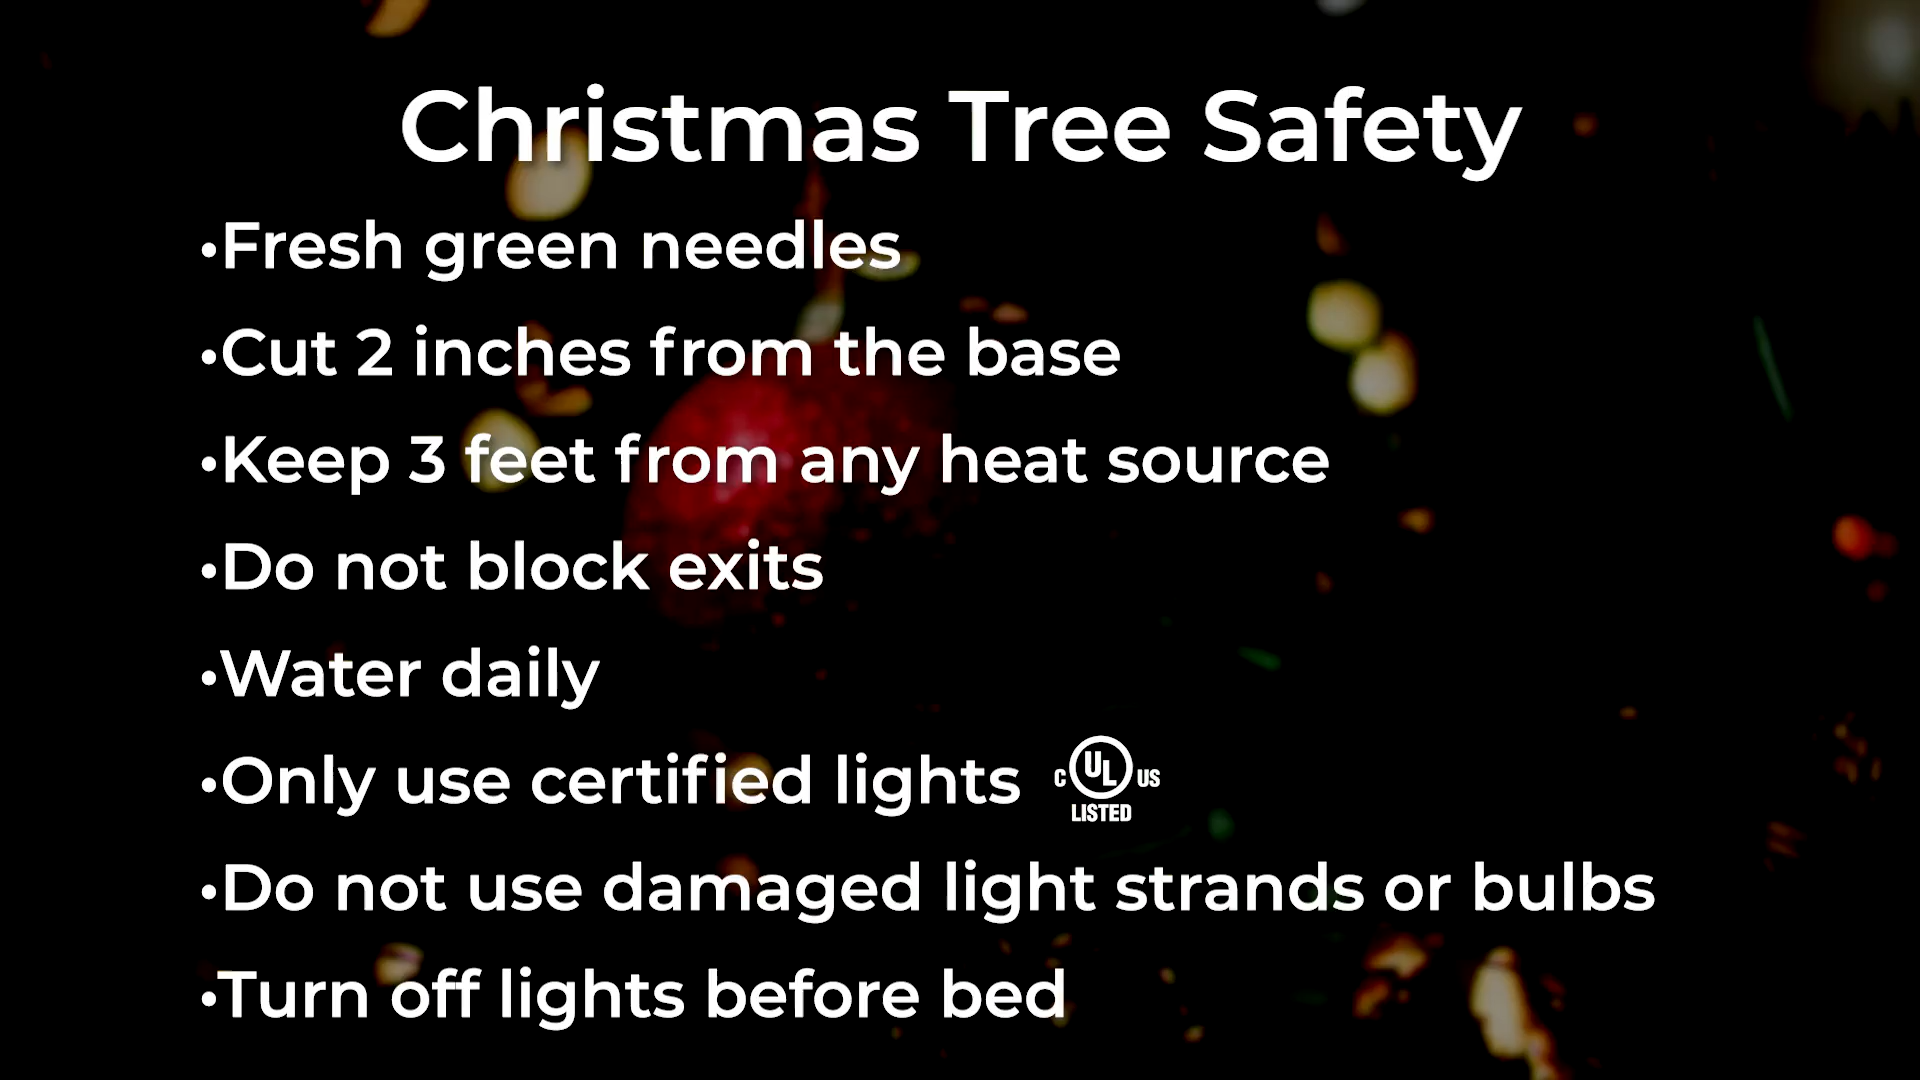 Christmas Tree Safety
•Fresh green needles
•Cut 2 inches from the base
•Keep 3 feet from any heat source
•Do not block exits
•Water daily
•Only use certified lights C UL US LISTED
•Do not use damaged light strands or bulbs
•Turn off lights before bed